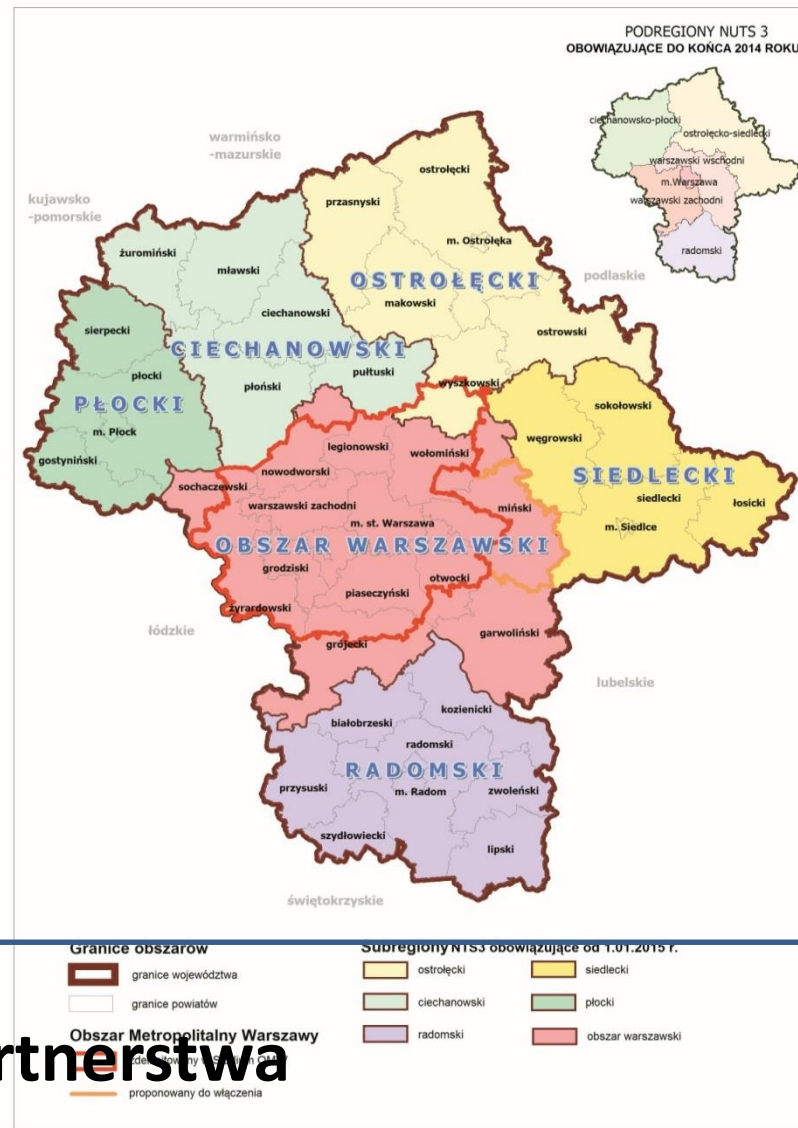 PODREGIONY NUTS 3
OBOWIĄZUJĄCE DO KOŃCA 2014 ROKU
ciechanowsko-płocki
ostrołęcko-siedlecki
warszawski wschodni
m.Warszawa
warszawski zachodni
radomski
warmińsko
-mazurskie
kujawsko
-pomorskie
podlaskie
łódzkie
lubelskie
świętokrzyskie
ostrołęcki
przasnyski
m. Ostrołęka
OSTROŁĘCKI
makowski
ostrowski
wyszkowski
żuromiński
mławski
ciechanowski
CIECHANOWSKI
pułtuski
płoński
sierpecki
płocki
PŁOCKI
m. Płock
gostyniński
sokołowski
węgrowski
SIEDLECKI
siedlecki
łosicki
m. Siedlce
legionowski
wołomiński
nowodworski
sochaczewski
warszawski zachodni
miński
m. st. Warszawa
OBSZAR WARSZAWSKI
grodziski
otwocki
piaseczyński
żyrardowski
garwoliński
grójecki
kozienicki
białobrzeski
radomski
RADOMSKI
przysuski
m. Radom
zwoleński
szydłowiecki
lipski
Granice obszarów
granice województwa
granice powiatów
Obszar Metropolitalny Warszawy
proponowany do włączenia
Subregiony NTS3 obowiązujące od 1.01.2015 r.
ostrołęcki
siedlecki
ciechanowski
płocki
radomski
obszar warszawski
rtnerstwa